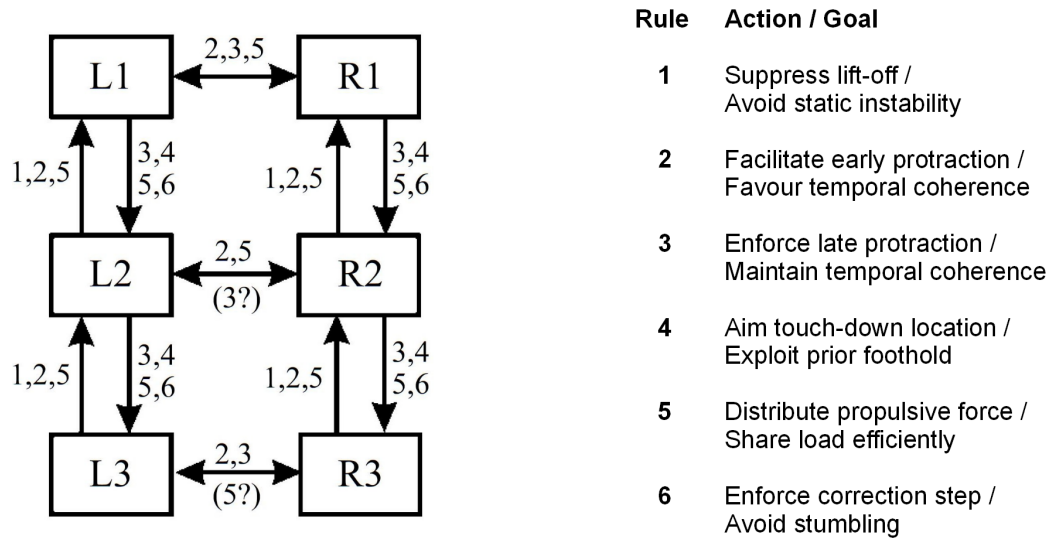 L1
2,3,5
R1
1,2,5
3,4
5,6
1,2,5
3,4
5,6
L2
2,5
(3?)
R2
1,2,5
3,4
5,6
1,2,5
3,4
5,6
L3
2,3
(5?)
R3
Rule Action / Goal
1 Suppress lift-off /
Avoid static instability
2 Facilitate early protraction /
Favour temporal coherence
3 Enforce late protraction /
Maintain temporal coherence
4 Aim touch-down location /
Exploit prior foothold
5 Distribute propulsive force /
Share load efficiently
6 Enforce correction step /
Avoid stumbling